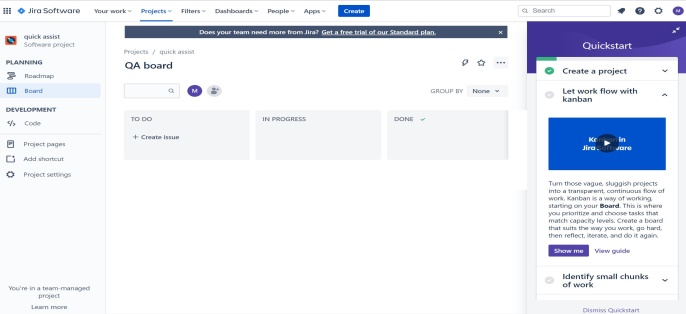 Jira Software
Your work
Projects
Filters
Dashboards
People
Apps
Create
Search
M
quick assist
Software project
PLANNING
Roadmap
Board
DEVELOPMENT
Code
Project pages
Add shortcut
Project settings
You're in a team-managed
project
Learn more
Does your team need more from Jira? Get a free trial of our Standard plan.
Projects / quick assist
QA board
M
GROUP BY
None
TO DO
+ Create issue
IN PROGRESS
DONE
Quickstart
Create a project
Let work flow with
kanban
Jira Software
Turn those vague, sluggish projects
into a transparent, continuous flow of
work. Kanban is a way of working,
starting on your Board. This is where
you prioritize and choose tasks that
match capacity levels. Create a board
that suits the way you work, go hard,
then reflect, iterate, and do it again.
Show me
View guide
Identify small chunks
of work
Dismiss Quickstart